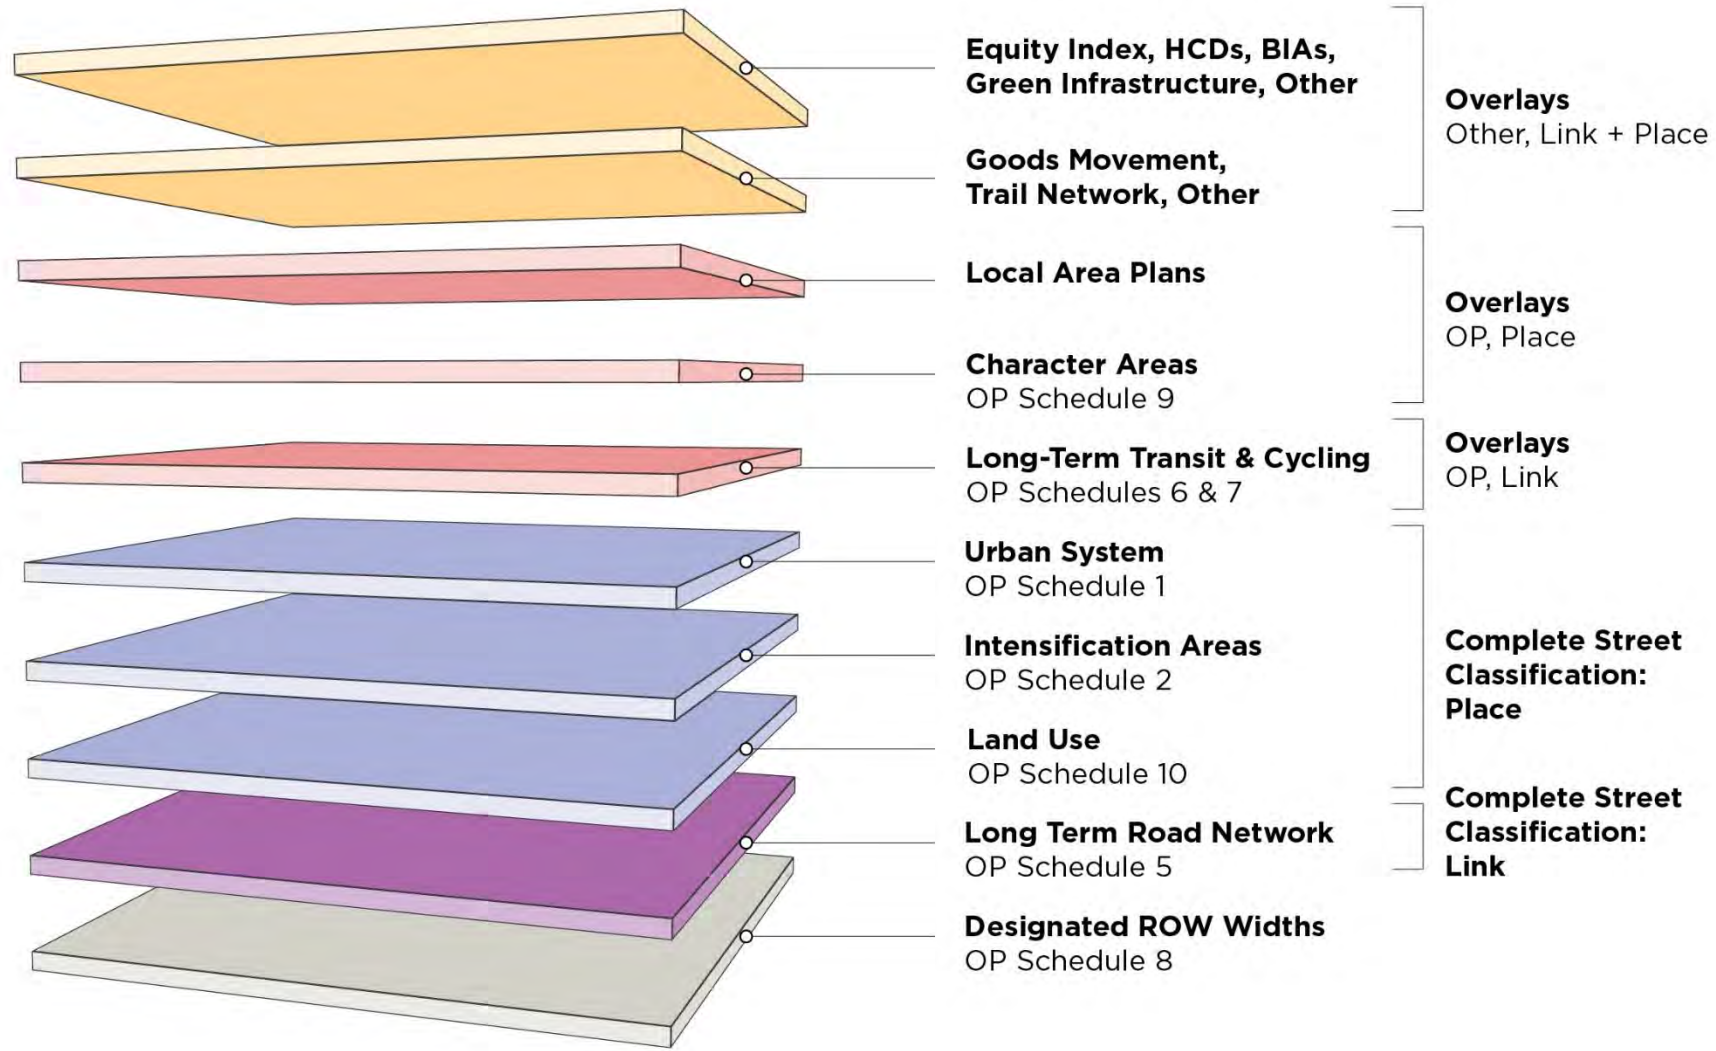 Equity Index, HCDs, BIAs,
Green Infrastructure, Other
Goods Movement,
Trail Network, Other
Overlays
Other, Link + Place
Local Area Plans
Character Areas
OP Schedule 9
Overlays
OP, Place
Long-Term Transit & Cycling
OP Schedules 6 & 7
Overlays
OP, Link
Urban System
OP Schedule 1
Intensification Areas
OP Schedule 2
Land Use
OP Schedule 10
Complete Street
Classification:
Place
Long Term Road Network
OP Schedule 5
Complete Street
Classification:
Link
Designated ROW Widths
OP Schedule 8